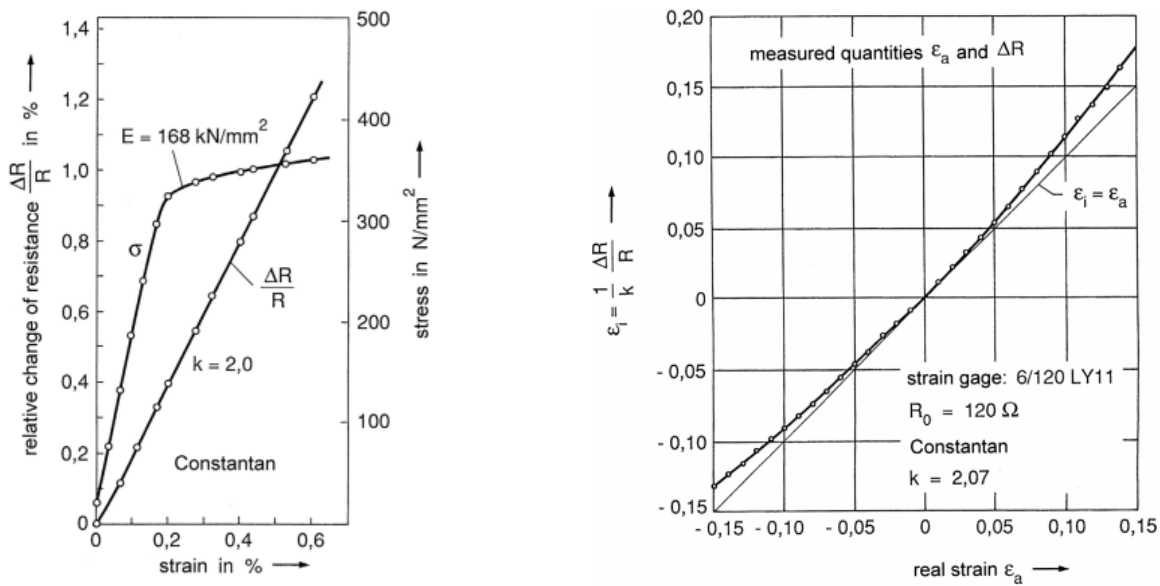 relative change of resistance ΔR/R in %
1,4
1,2
1,0
0,8
0,6
0,4
0,2
0
E = 168 kN/mm²
σ
ΔR/R
k = 2,0
Constantan
0 0,2 0,4 0,6
strain in %
500
400
300
200
100
stress in N/mm²
εi = 1/k ΔR/R
0,20
0,15
0,10
0,05
0
- 0,05
- 0,10
- 0,15
measured quantities εa and ΔR
εi = εa
strain gage: 6/120 LY11
R0 = 120 Ω
Constantan
k = 2,07
- 0,15 - 0,10 -0,05 0 0,05 0,10 0,15
real strain εa